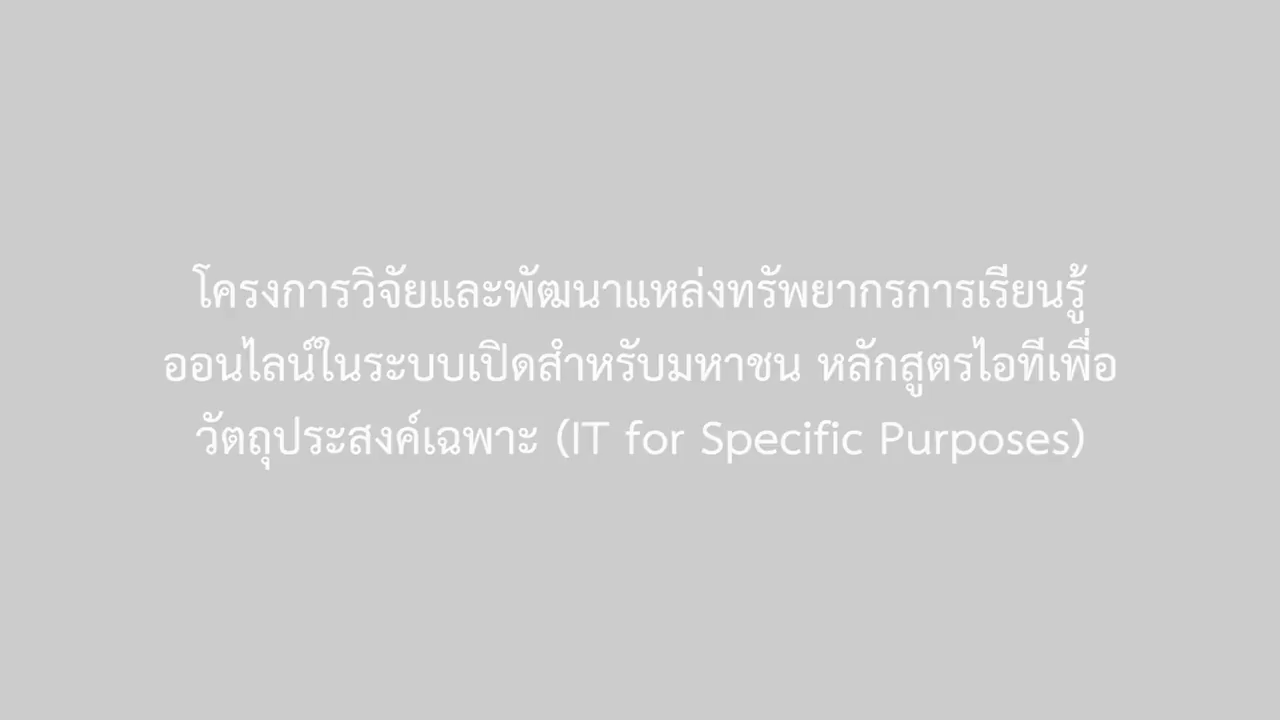 โครงการวิจัยและพัฒนาแหล่งทรัพยากรการเรียนรู้
ออนไลน์ในระบบเปิดสำหรับมหาชน หลักสูตรไอทีเพื่อ
วัตถุประสงค์เฉพาะ (IT for Specific Purposes)